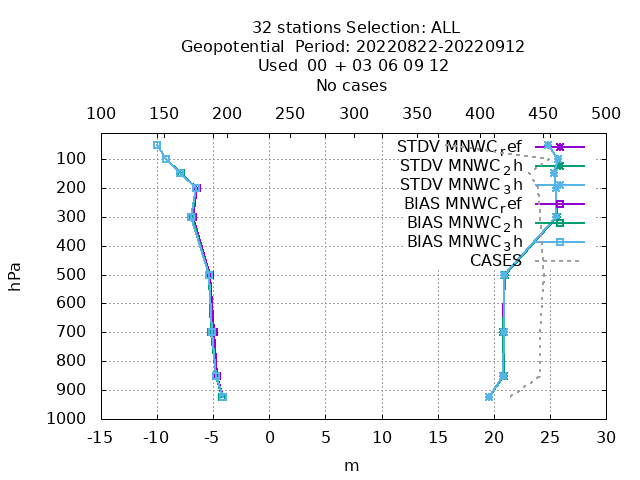 32 stations Selection: ALL
Geopotential  Period: 20220822-20220912
Used  00 + 03 06 09 12
No cases
100 150 200 250 300 350 400 450 500
STDV MNWC_ref
STDV MNWC_2h
STDV MNWC_3h
BIAS MNWC_ref
BIAS MNWC_2h
BIAS MNWC_3h
CASES
100
200
300
400
500
600
700
800
900
1000
hPa
-15 -10 -5 0 5 10 15 20 25 30
m